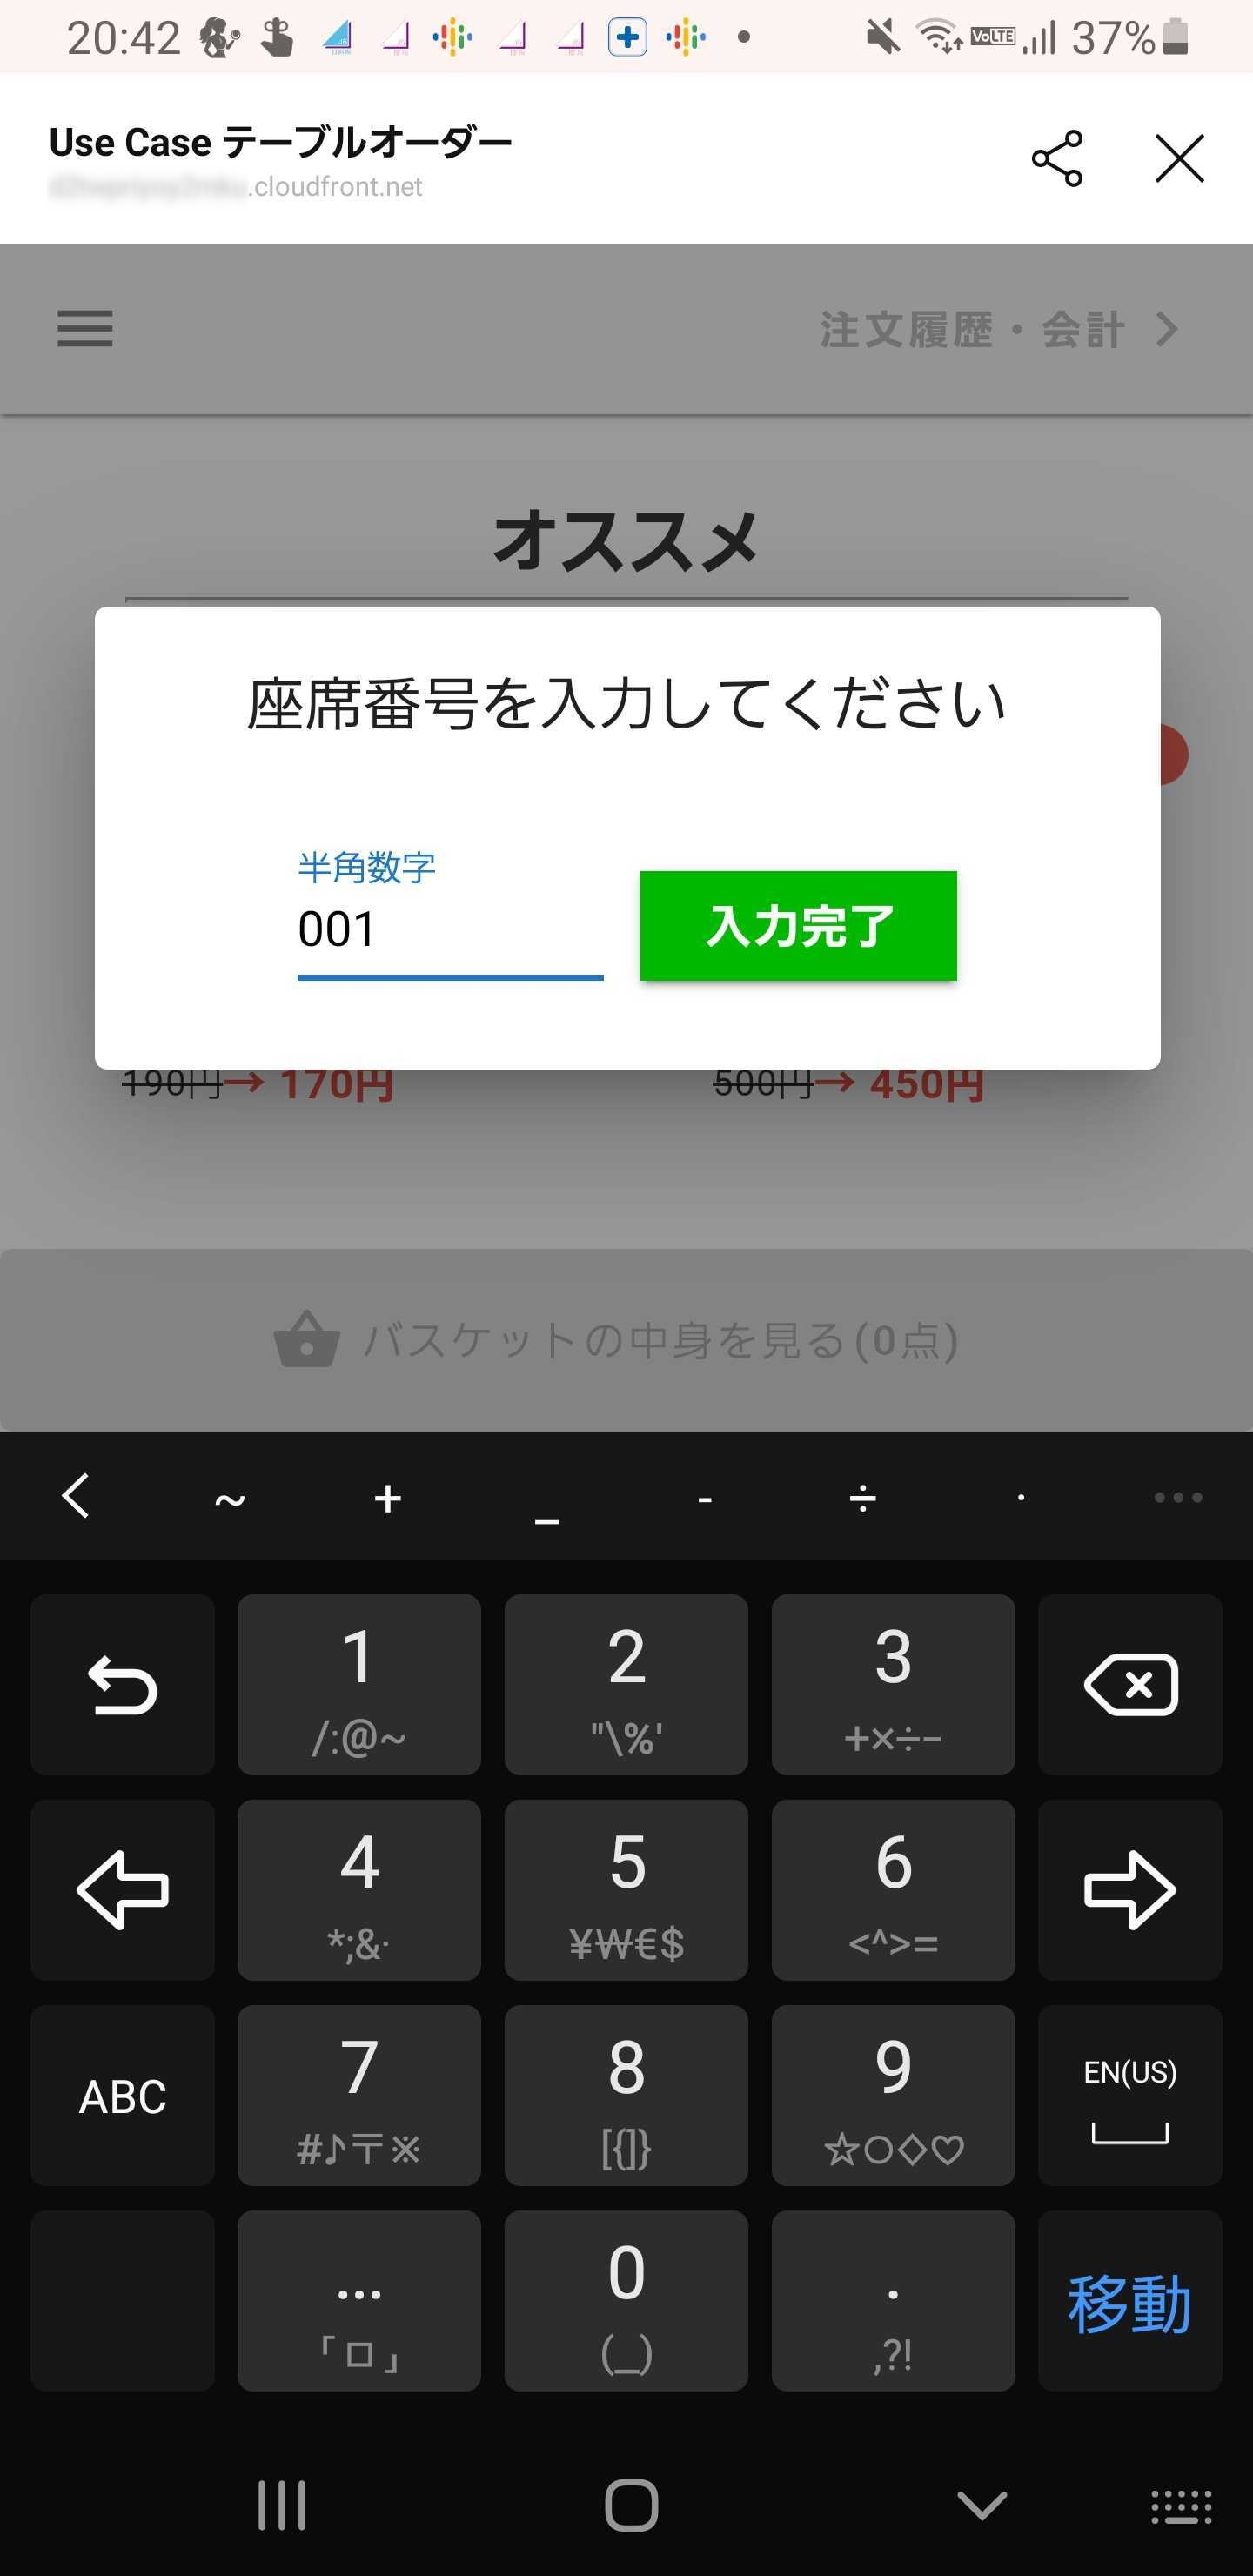 20:42
VoLTE 37%
Use Case テーブルオーダー
.cloudfront.net
注文履歴・会計
オススメ
座席番号を入力してください
半角数字
001
入力完了
190円→ 170円
500円→ 450円
バスケットの中身を見る(0点)
~ + _ - ÷ · •••
1 2 3
/:@~ "\%' +×÷−
4 5 6
*;&· ¥₩€$ <^>=
ABC 7 8 9 EN(US)
#♪〒※ [{]} ☆○◇♡
... 0 . 移動
「ロ」 (_) ,?!